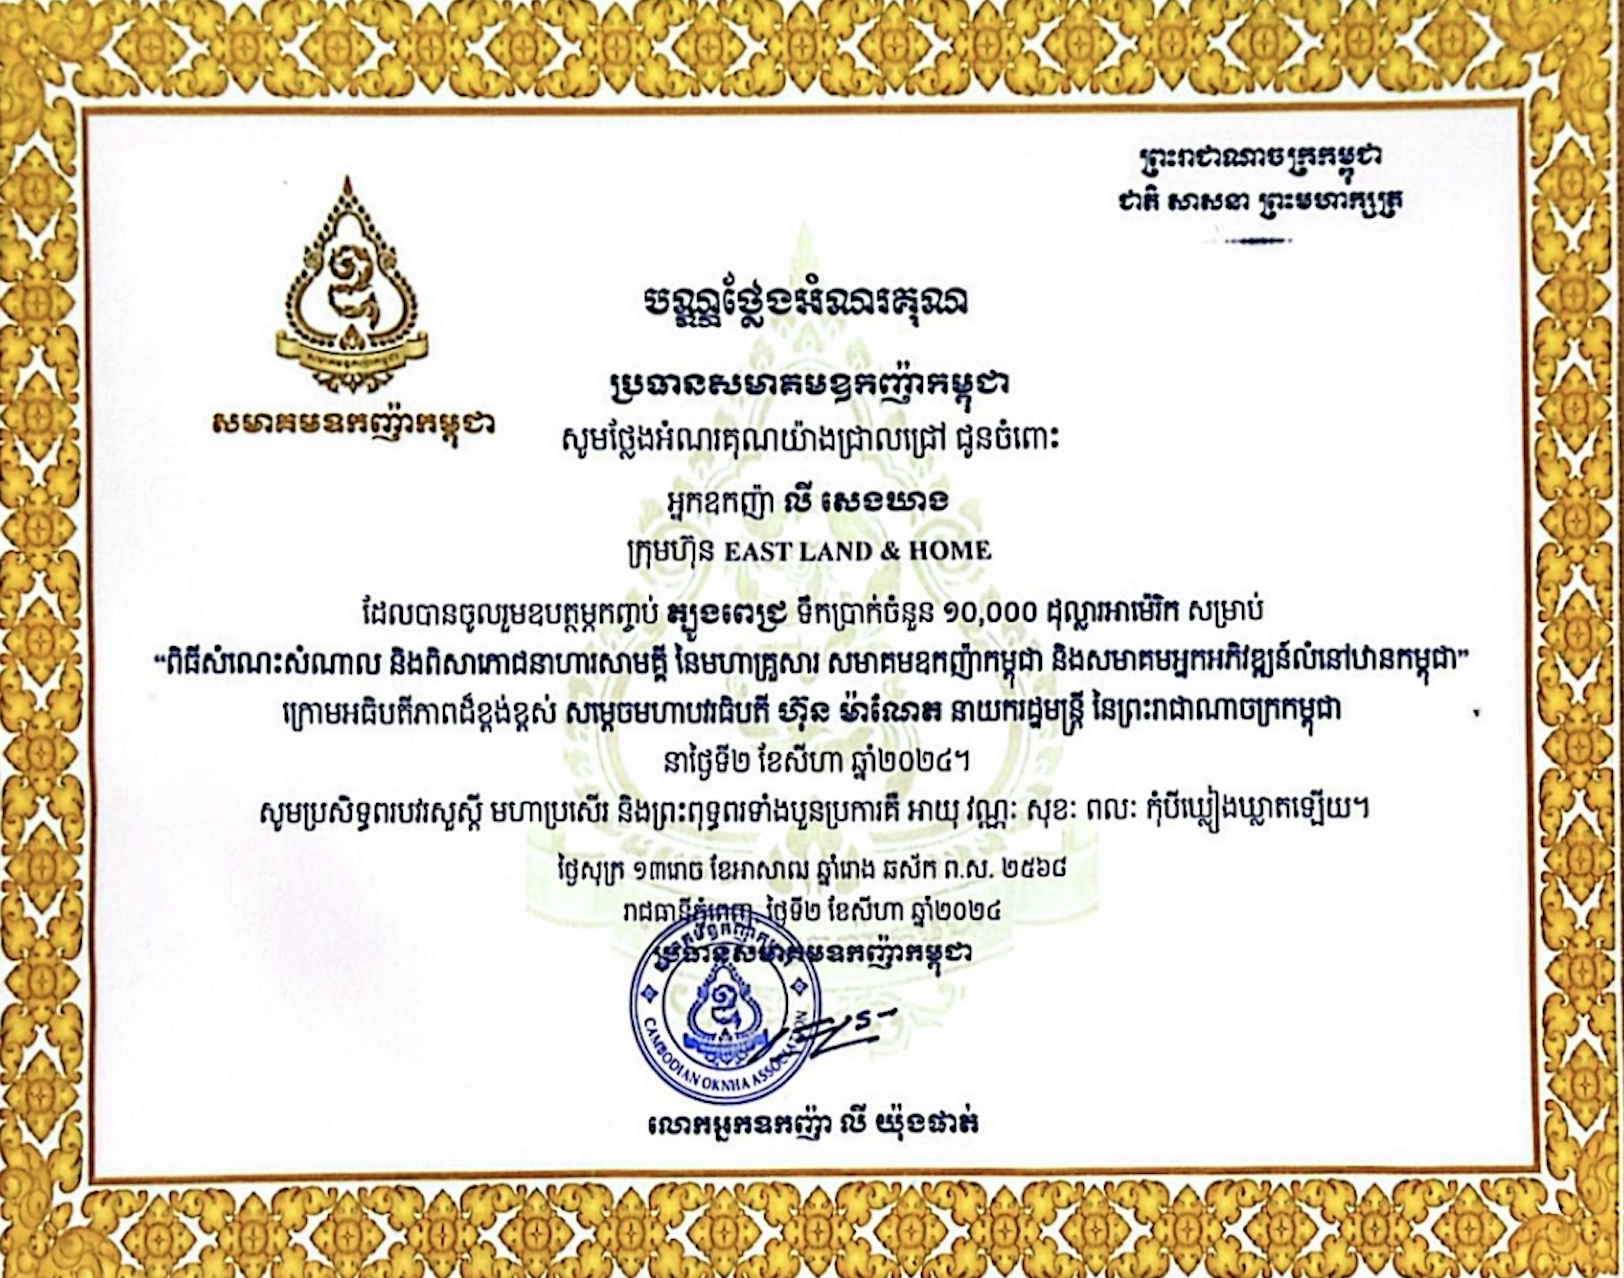 ព្រះរាជាណាចក្រកម្ពុជា
ជាតិ សាសនា ព្រះមហាក្សត្រ
សមាគមឧកញ៉ាកម្ពុជា
បណ្ណថ្លែងអំណរគុណ
ប្រធានសមាគមឧកញ៉ាកម្ពុជា
សូមថ្លែងអំណរគុណយ៉ាងជ្រាលជ្រៅ ជូនចំពោះ
អ្នកឧកញ៉ា លី សេងឃាង
ក្រុមហ៊ុន EAST LAND & HOME
ដែលបានចូលរួមឧបត្ថម្ភកញ្ចប់ ត្បូងពេជ្រ ទឹកប្រាក់ចំនួន ១០,០០០ ដុល្លារអាម៉េរិក សម្រាប់
“ពិធីសំណេះសំណាល និងពិសាភោជនាហារសាមគ្គី នៃមហាគ្រួសារ សមាគមឧកញ៉ាកម្ពុជា និងសមាគមអ្នកអភិវឌ្ឍន៍លំនៅឋានកម្ពុជា”
ក្រោមអធិបតីភាពដ៏ខ្ពង់ខ្ពស់ សម្តេចមហាបវរធិបតី ហ៊ុន ម៉ាណែត នាយករដ្ឋមន្ត្រី នៃព្រះរាជាណាចក្រកម្ពុជា
នាថ្ងៃទី២ ខែសីហា ឆ្នាំ២០២៤។
សូមប្រសិទ្ធពរបវរសួស្តី មហាប្រសើរ និងព្រះពុទ្ធពរទាំងបួនប្រការគឺ អាយុ វណ្ណៈ សុខៈ ពលៈ កុំបីឃ្លៀងឃ្លាតឡើយ។
ថ្ងៃសុក្រ ១៣រោច ខែអាសាឍ ឆ្នាំរោង ឆស័ក ព.ស. ២៥៦៨
រាជធានីភ្នំពេញ ថ្ងៃទី២ ខែសីហា ឆ្នាំ២០២៤
ប្រធានសមាគមឧកញ៉ាកម្ពុជា
CAMBODIAN OKNHA ASSOCIATION
លោកអ្នកឧកញ៉ា លី យ៉ុងផាត់